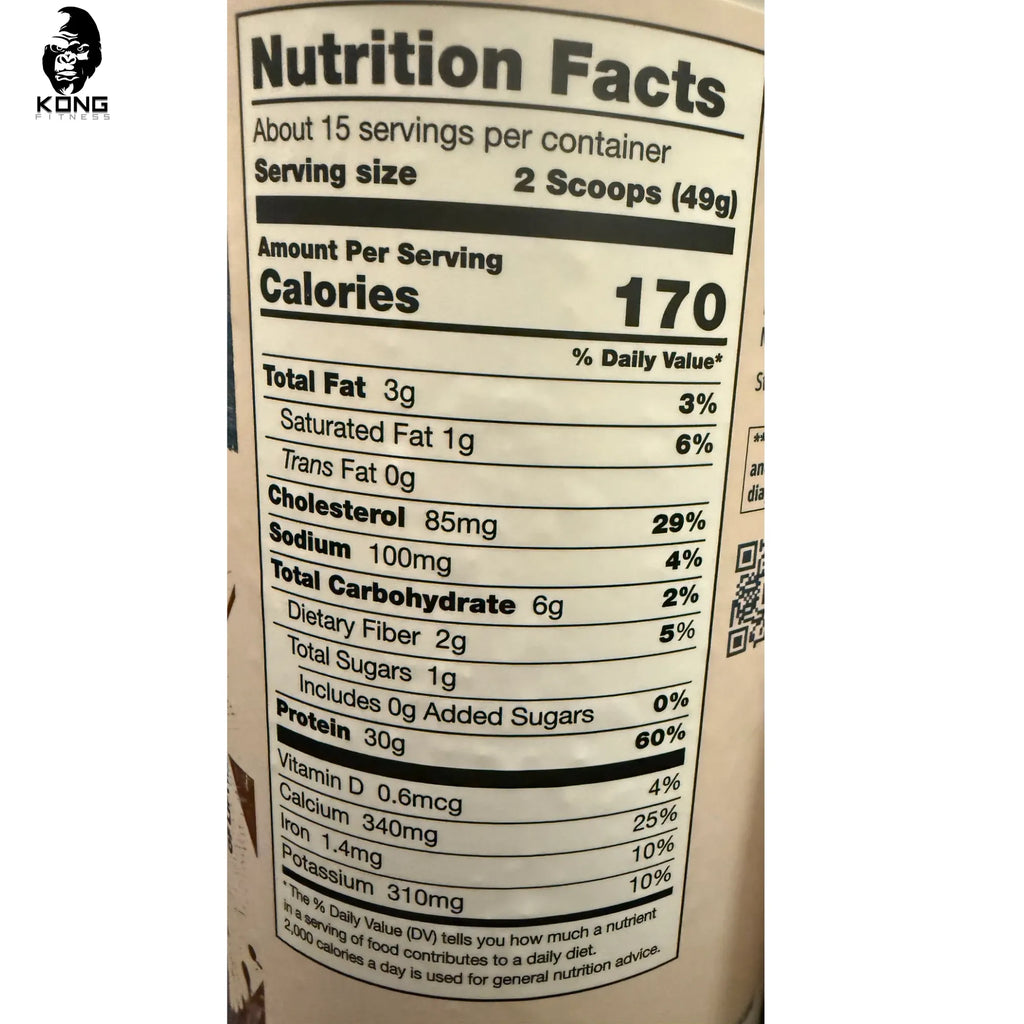 KONG
FITNESS
Nutrition Facts
About 15 servings per container
Serving size 2 Scoops (49g)
Amount Per Serving
Calories 170
% Daily Value*
Total Fat 3g 3%
Saturated Fat 1g 6%
Trans Fat 0g
Cholesterol 85mg 29%
Sodium 100mg 4%
Total Carbohydrate 6g 2%
Dietary Fiber 2g 5%
Total Sugars 1g
Includes 0g Added Sugars 0%
Protein 30g 60%
Vitamin D 0.6mcg 4%
Calcium 340mg 25%
Iron 1.4mg 10%
Potassium 310mg 10%
* The % Daily Value (DV) tells you how much a nutrient
in a serving of food contributes to a daily diet.
2,000 calories a day is used for general nutrition advice.
**
an
dia